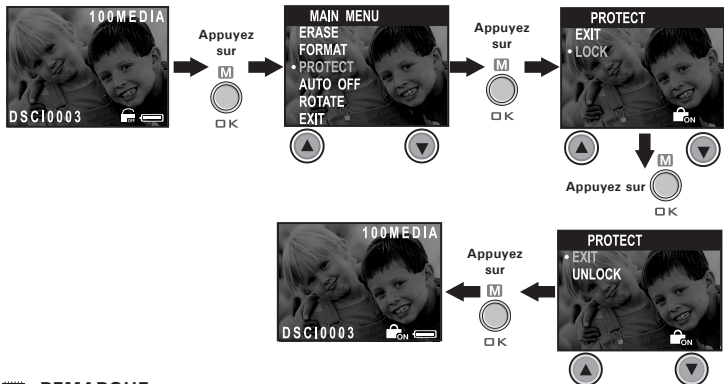 100MEDIA
DSCI0003
OFF
Appuyez
sur
M
OK
MAIN MENU
ERASE
FORMAT
• PROTECT
AUTO OFF
ROTATE
EXIT
Appuyez
sur
M
OK
PROTECT
EXIT
• LOCK
ON
Appuyez sur
M
OK
PROTECT
• EXIT
UNLOCK
ON
Appuyez
sur
M
OK
100MEDIA
DSCI0003
ON
REMARQUE